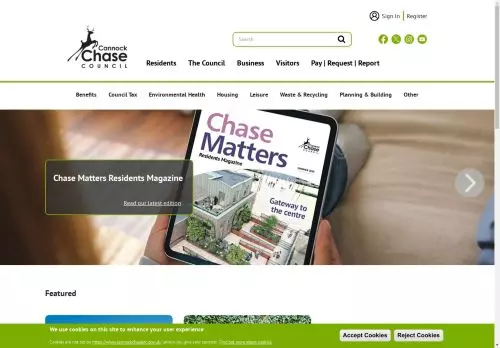 Sign In | Register
Cannock
Chase
COUNCIL
Search
Residents The Council Business Visitors Pay | Request | Report
Benefits Council Tax Environmental Health Housing Leisure Waste & Recycling Planning & Building Other
Chase
Matters
Residents Magazine
Gateway to
the centre
Chase Matters Residents Magazine
Read our latest edition
Featured
We use cookies on this site to enhance your user experience
Accept Cookies Reject Cookies